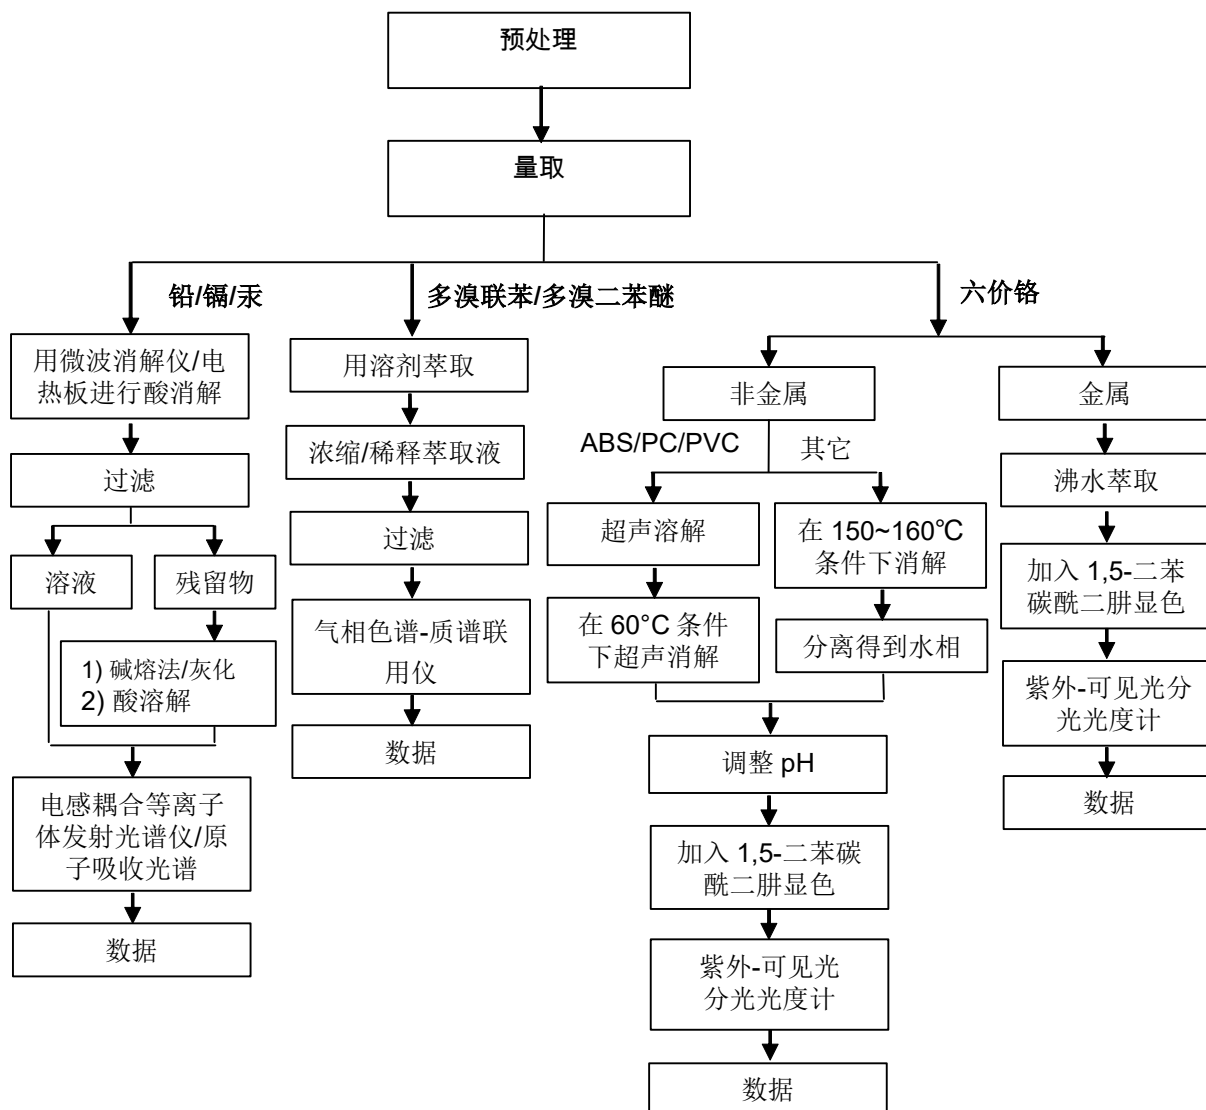 预处理
量取
铅/镉/汞
多溴联苯/多溴二苯醚
六价铬
用微波消解仪/电
热板进行酸消解
过滤
溶液
残留物
1) 碱熔法/灰化
2) 酸溶解
电感耦合等离子
体发射光谱仪/原
子吸收光谱
数据
用溶剂萃取
浓缩/稀释萃取液
过滤
气相色谱-质谱联
用仪
数据
非金属
ABS/PC/PVC
其它
超声溶解
在 60°C 条件
下超声消解
在 150~160℃
条件下消解
分离得到水相
调整 pH
加入 1,5-二苯碳
酰二肼显色
紫外-可见光
分光光度计
数据
金属
沸水萃取
加入 1,5-二苯
碳酰二肼显色
紫外-可见光分
光光度计
数据